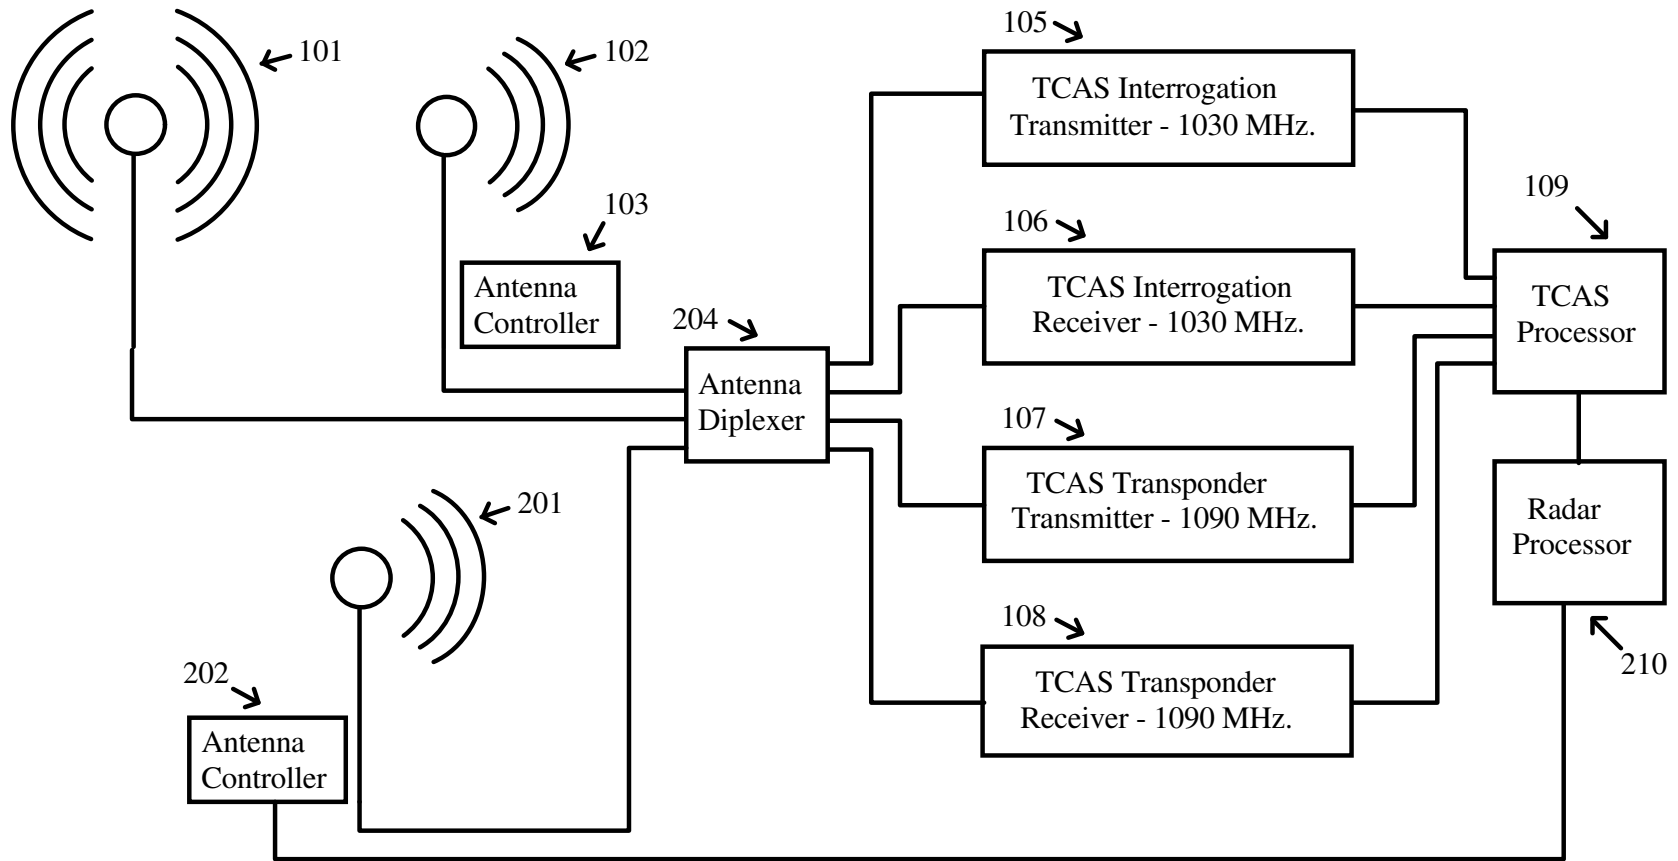 105
101
102
TCAS Interrogation
Transmitter - 1030 MHz.
109
103
106
Antenna
Controller
TCAS Interrogation
Receiver - 1030 MHz.
TCAS
Processor
204
Antenna
Diplexer
107
TCAS Transponder
Transmitter - 1090 MHz.
201
Radar
Processor
108
202
210
TCAS Transponder
Receiver - 1090 MHz.
Antenna
Controller